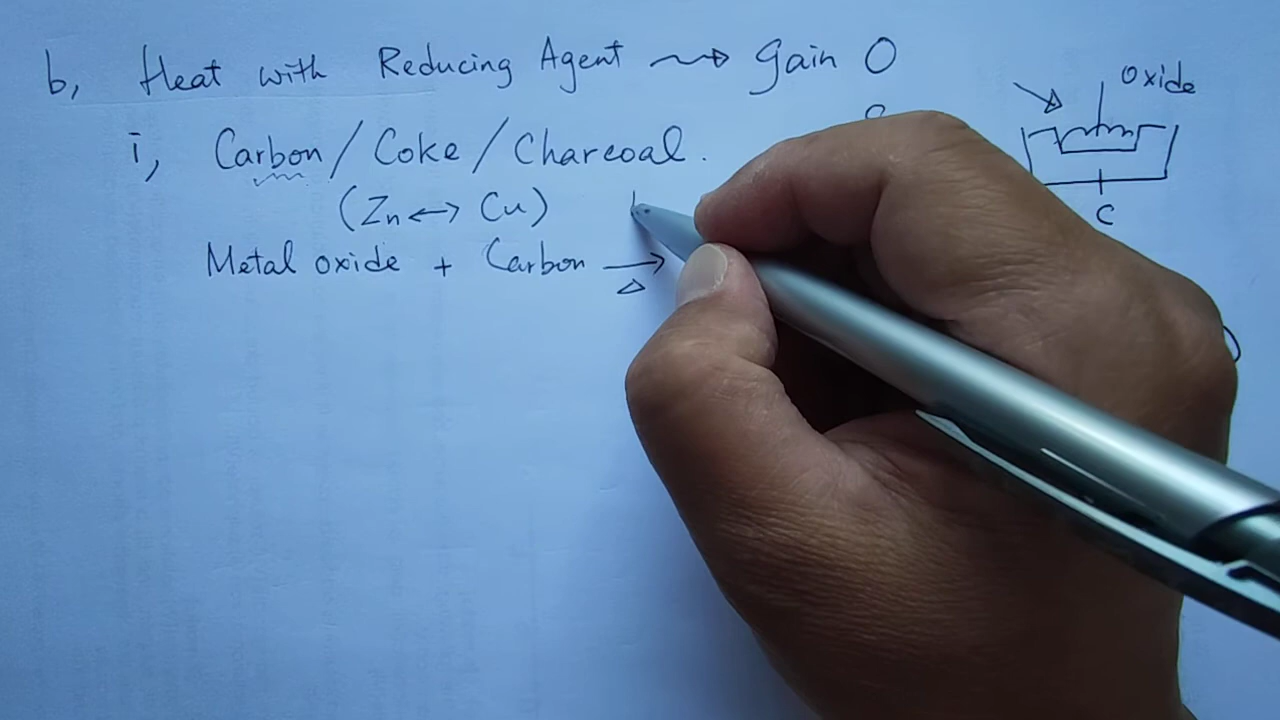 b, Heat with Reducing Agent ⇝ gain O
Oxide
i, Carbon / Coke / Charcoal.
(Zn ↔ Cu)
C
Metal oxide + Carbon →
Δ